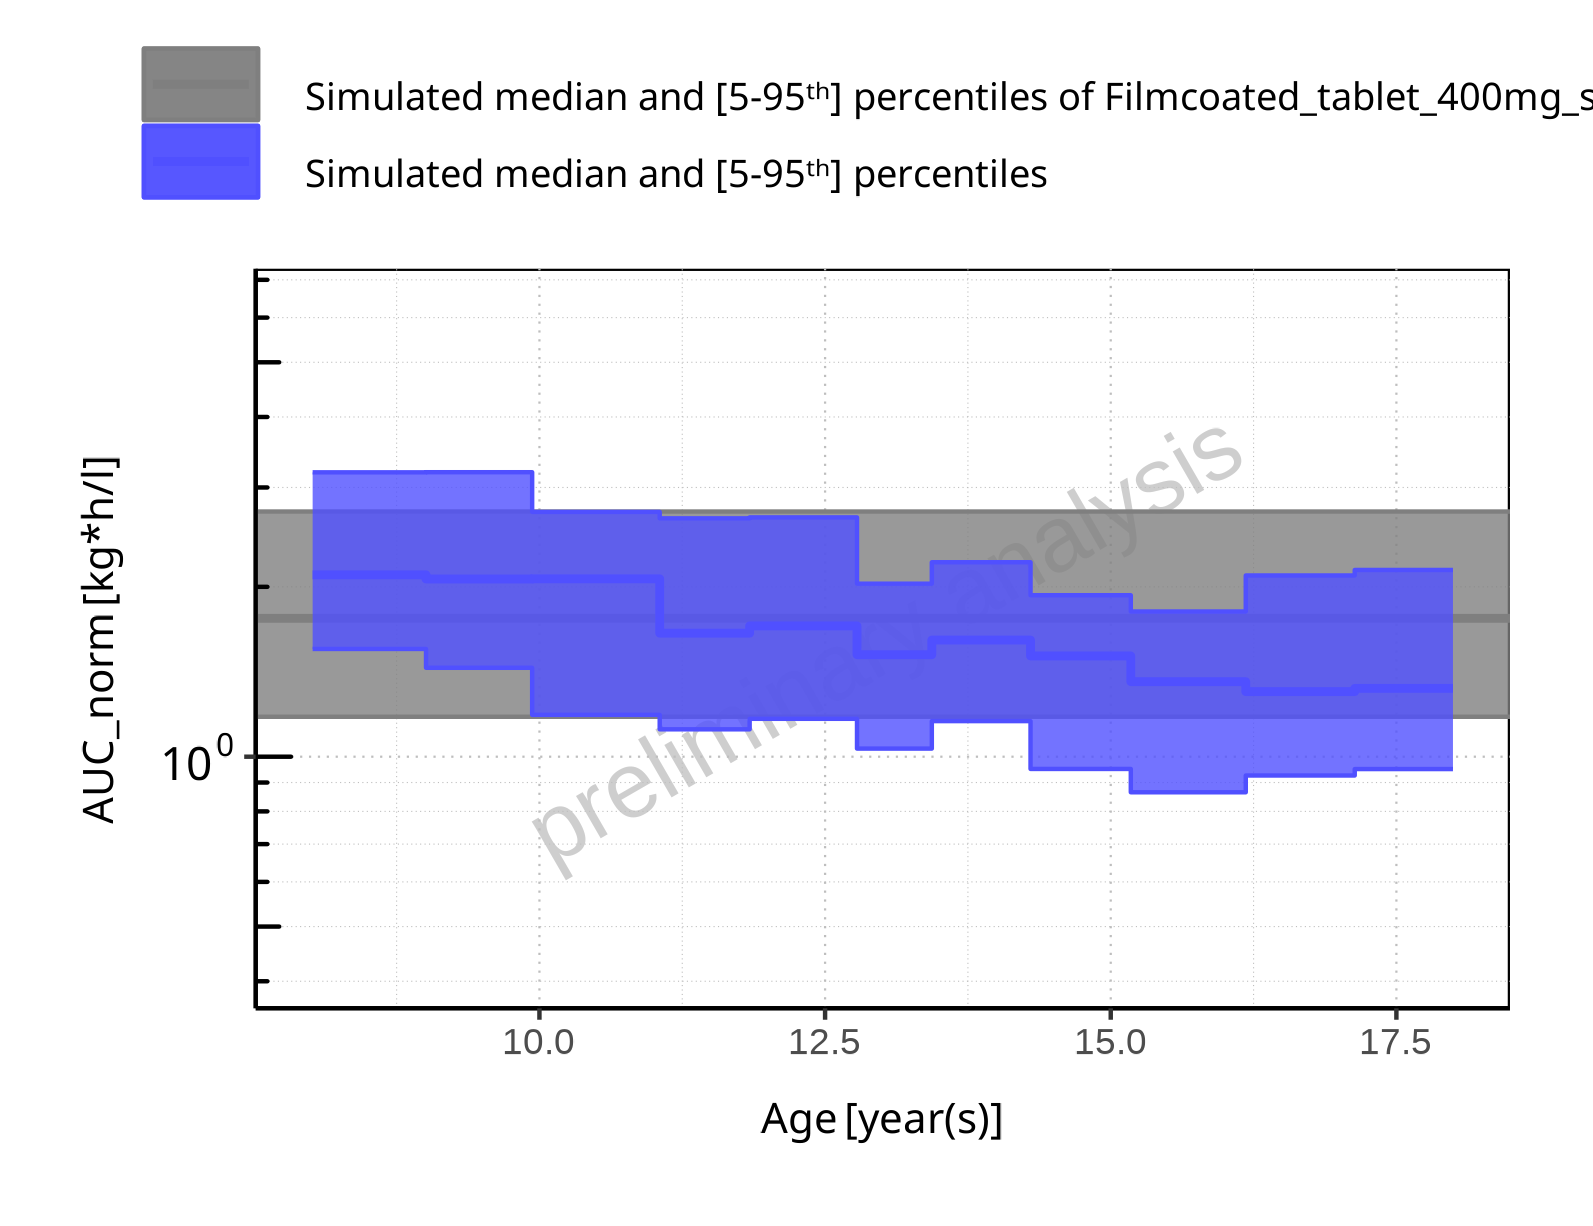 Simulated median and [5-95th] percentiles of Filmcoated_tablet_400mg_s
Simulated median and [5-95th] percentiles
AUC_norm [kg*h/l]
10^0
preliminary analysis
10.0 12.5 15.0 17.5
Age [year(s)]